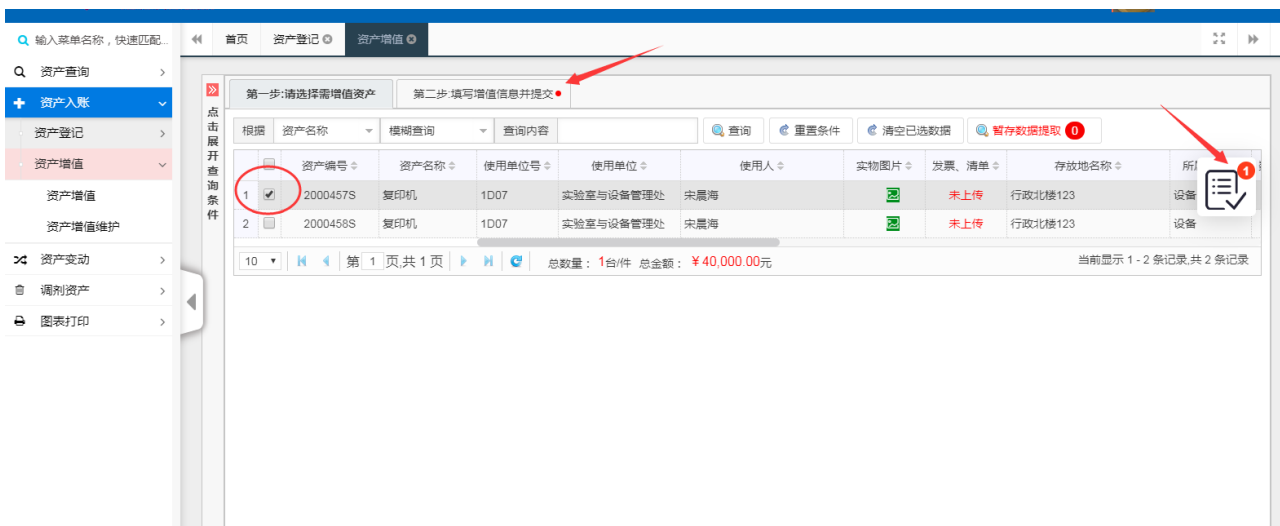 输入菜单名称，快速匹配... 首页 资产登记 资产增值
资产查询
资产入账
资产登记
资产增值
资产增值
资产增值维护
资产变动
调剂资产
图表打印
点击展开查询条件
第一步:请选择需增值资产 第二步:填写增值信息并提交
根据 资产名称 模糊查询 查询内容 查询 重置条件 清空已选数据 暂存数据提取 0
资产编号 资产名称 使用单位号 使用单位 使用人 实物图片 发票、清单 存放地名称 1
1 2000457S 复印机 1D07 实验室与设备管理处 宋晨海 未上传 行政北楼123 设备
2 2000458S 复印机 1D07 实验室与设备管理处 宋晨海 未上传 行政北楼123 设备
10 第 1 页,共 1 页 总数量： 1台/件 总金额： ￥40,000.00元 当前显示 1 - 2 条记录,共 2 条记录